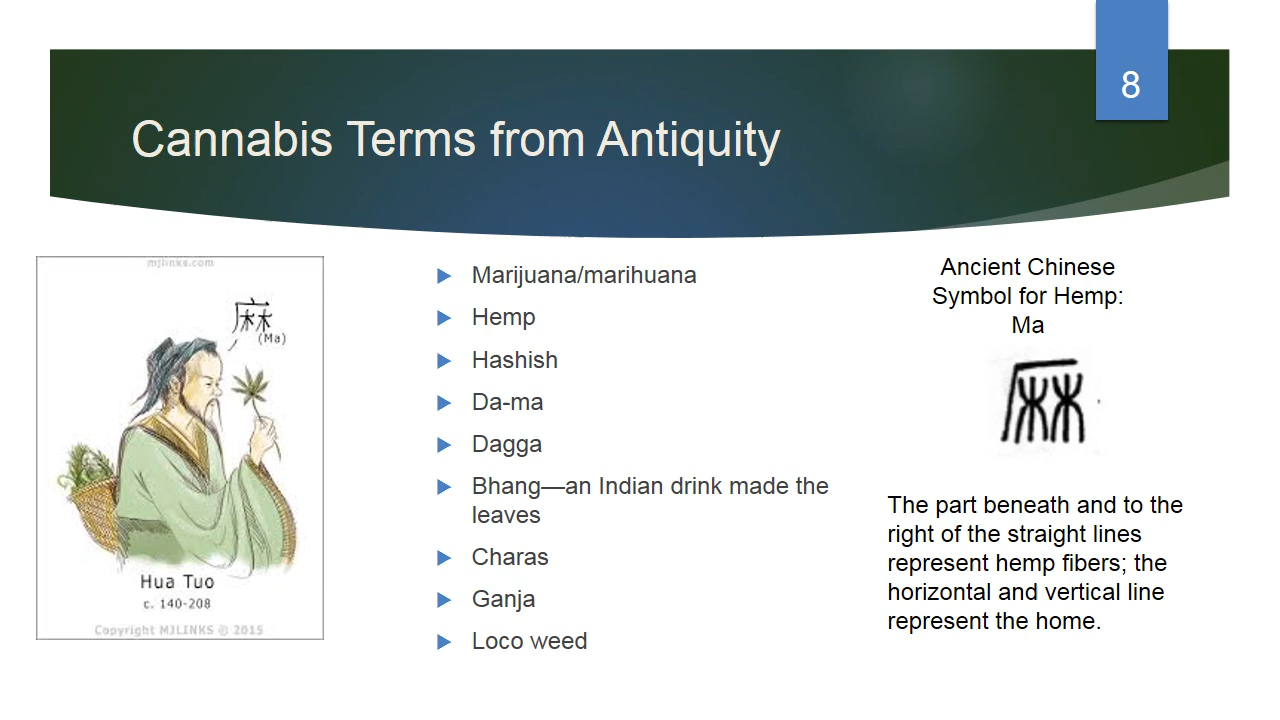 8
Cannabis Terms from Antiquity
mjlinks.com
麻
(Ma)
Hua Tuo
c. 140-208
Copyright MJLINKS © 2015
Marijuana/marihuana
Hemp
Hashish
Da-ma
Dagga
Bhang—an Indian drink made the
leaves
Charas
Ganja
Loco weed
Ancient Chinese
Symbol for Hemp:
Ma
麻
The part beneath and to the
right of the straight lines
represent hemp fibers; the
horizontal and vertical line
represent the home.